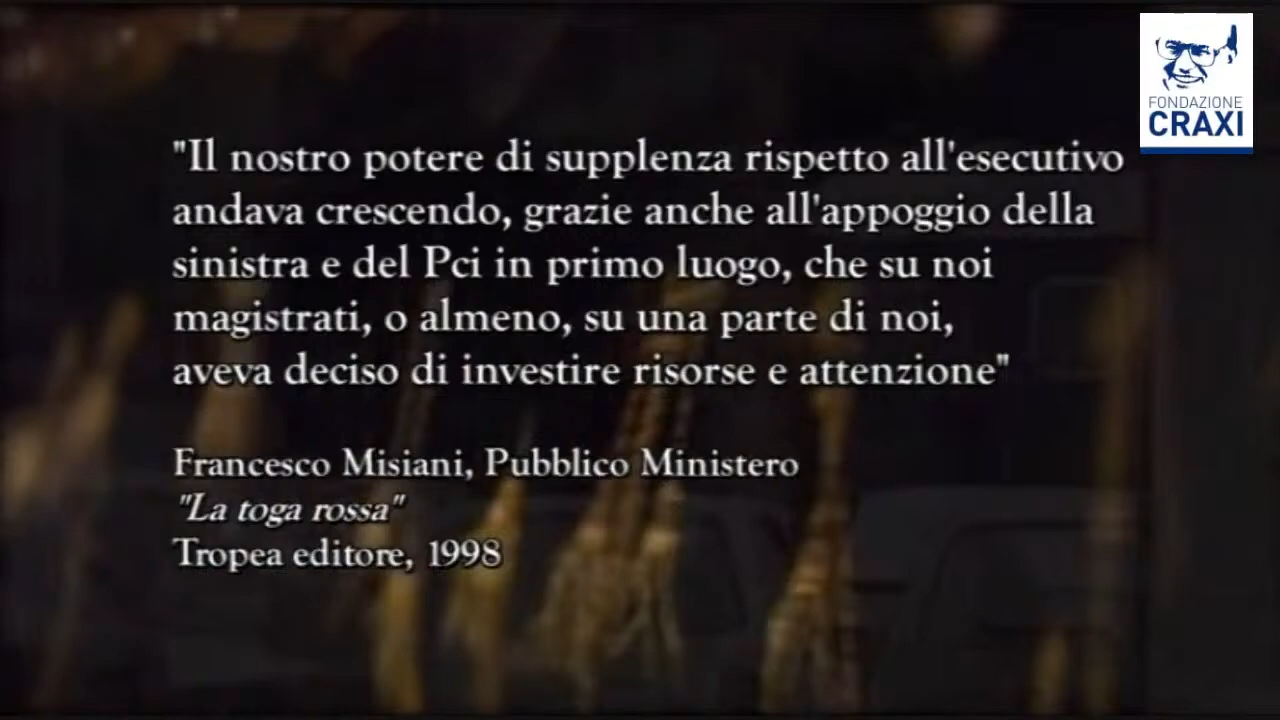 FONDAZIONE
CRAXI
"Il nostro potere di supplenza rispetto all'esecutivo
andava crescendo, grazie anche all'appoggio della
sinistra e del Pci in primo luogo, che su noi
magistrati, o almeno, su una parte di noi,
aveva deciso di investire risorse e attenzione"
Francesco Misiani, Pubblico Ministero
"La toga rossa"
Tropea editore, 1998